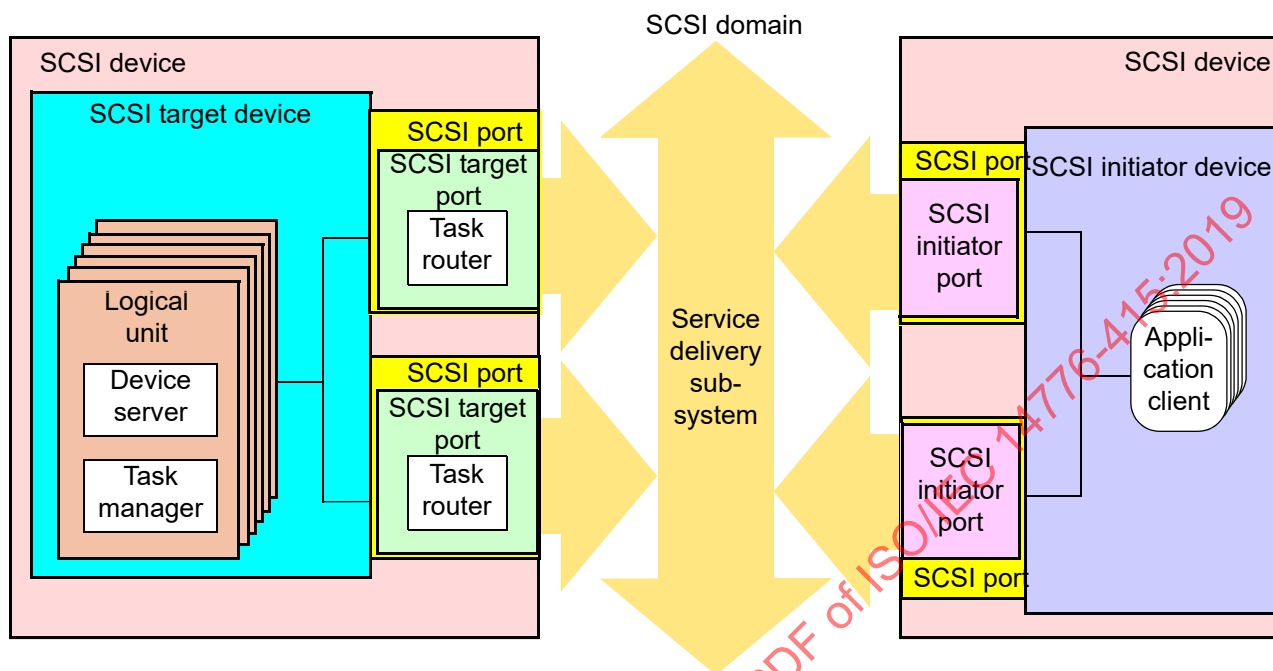 SCSI domain
SCSI device
SCSI target device
SCSI port
SCSI target
port
Task
router
Logical
unit
Device
server
Task
manager
SCSI port
SCSI target
port
Task
router
Service
delivery
sub-
system
SCSI device
SCSI port
SCSI initiator device
SCSI
initiator
port
Appli-
cation
client
SCSI
initiator
port
SCSI port
PDF of ISO/IEC 14776-415:2019